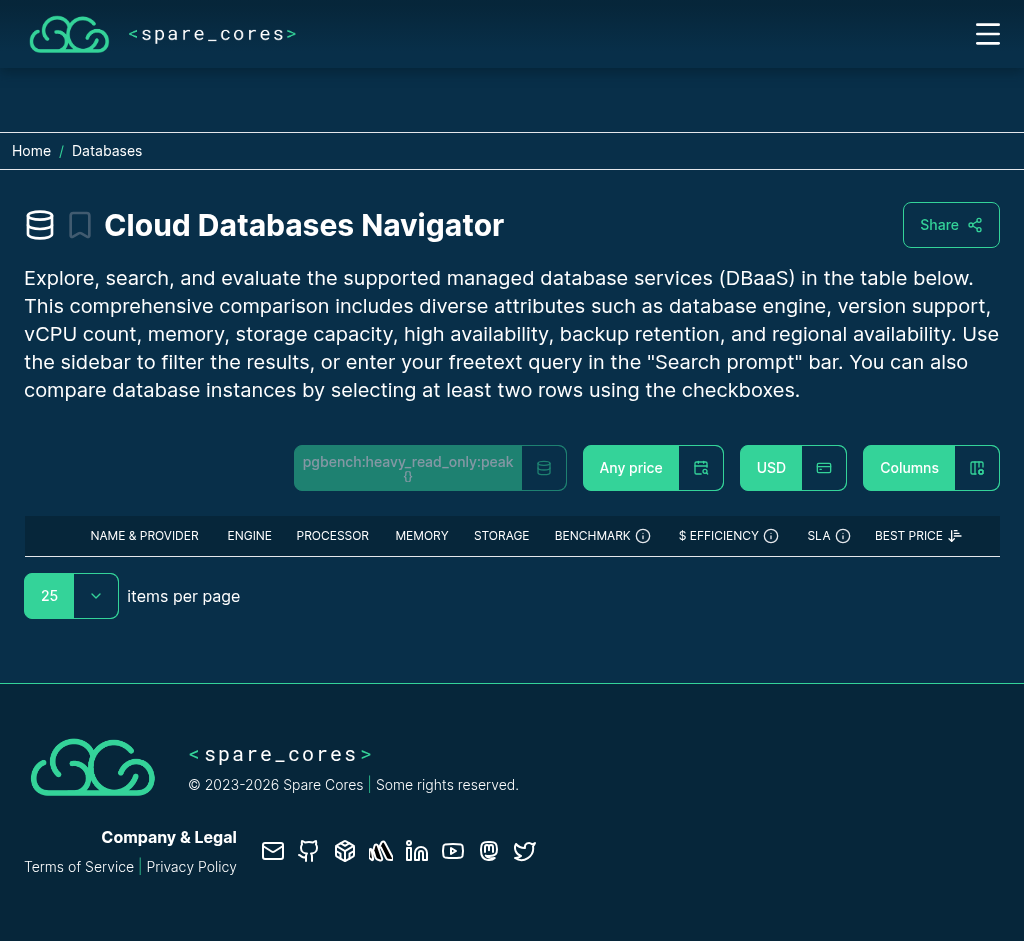 <spare_cores>
Home / Databases
Cloud Databases Navigator
Share
Explore, search, and evaluate the supported managed database services (DBaaS) in the table below.
This comprehensive comparison includes diverse attributes such as database engine, version support,
vCPU count, memory, storage capacity, high availability, backup retention, and regional availability. Use
the sidebar to filter the results, or enter your freetext query in the "Search prompt" bar. You can also
compare database instances by selecting at least two rows using the checkboxes.
pgbench:heavy_read_only:peak
{}
Any price
USD
Columns
NAME & PROVIDER ENGINE PROCESSOR MEMORY STORAGE BENCHMARK $ EFFICIENCY SLA BEST PRICE
25 items per page
<spare_cores>
© 2023-2026 Spare Cores | Some rights reserved.
Company & Legal
Terms of Service | Privacy Policy